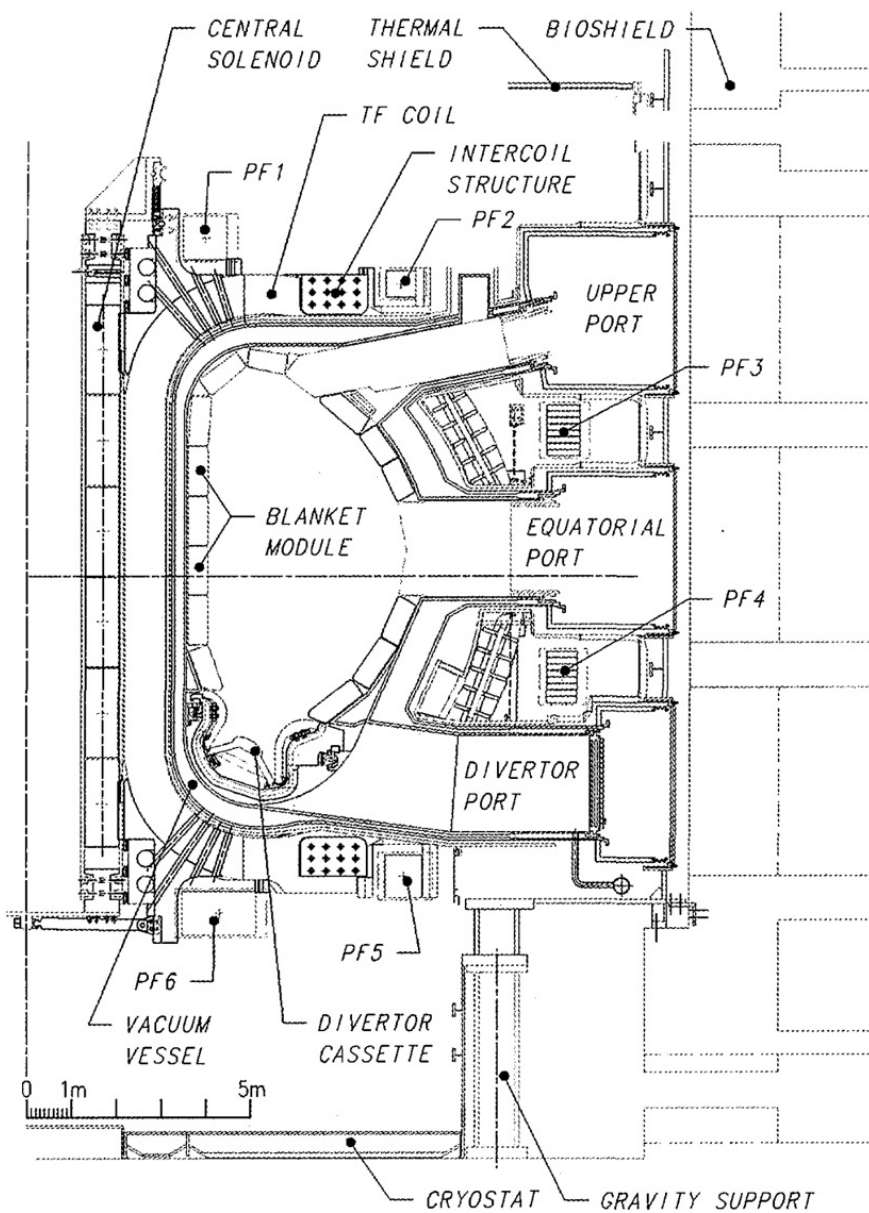 CENTRAL
SOLENOID
THERMAL
SHIELD
BIOSHIELD
TF COIL
PF1
INTERCOIL
STRUCTURE
PF2
UPPER
PORT
PF3
BLANKET
MODULE
EQUATORIAL
PORT
PF4
DIVERTOR
PORT
PF5
PF6
VACUUM
VESSEL
DIVERTOR
CASSETTE
0 1m 5m
CRYOSTAT
GRAVITY SUPPORT